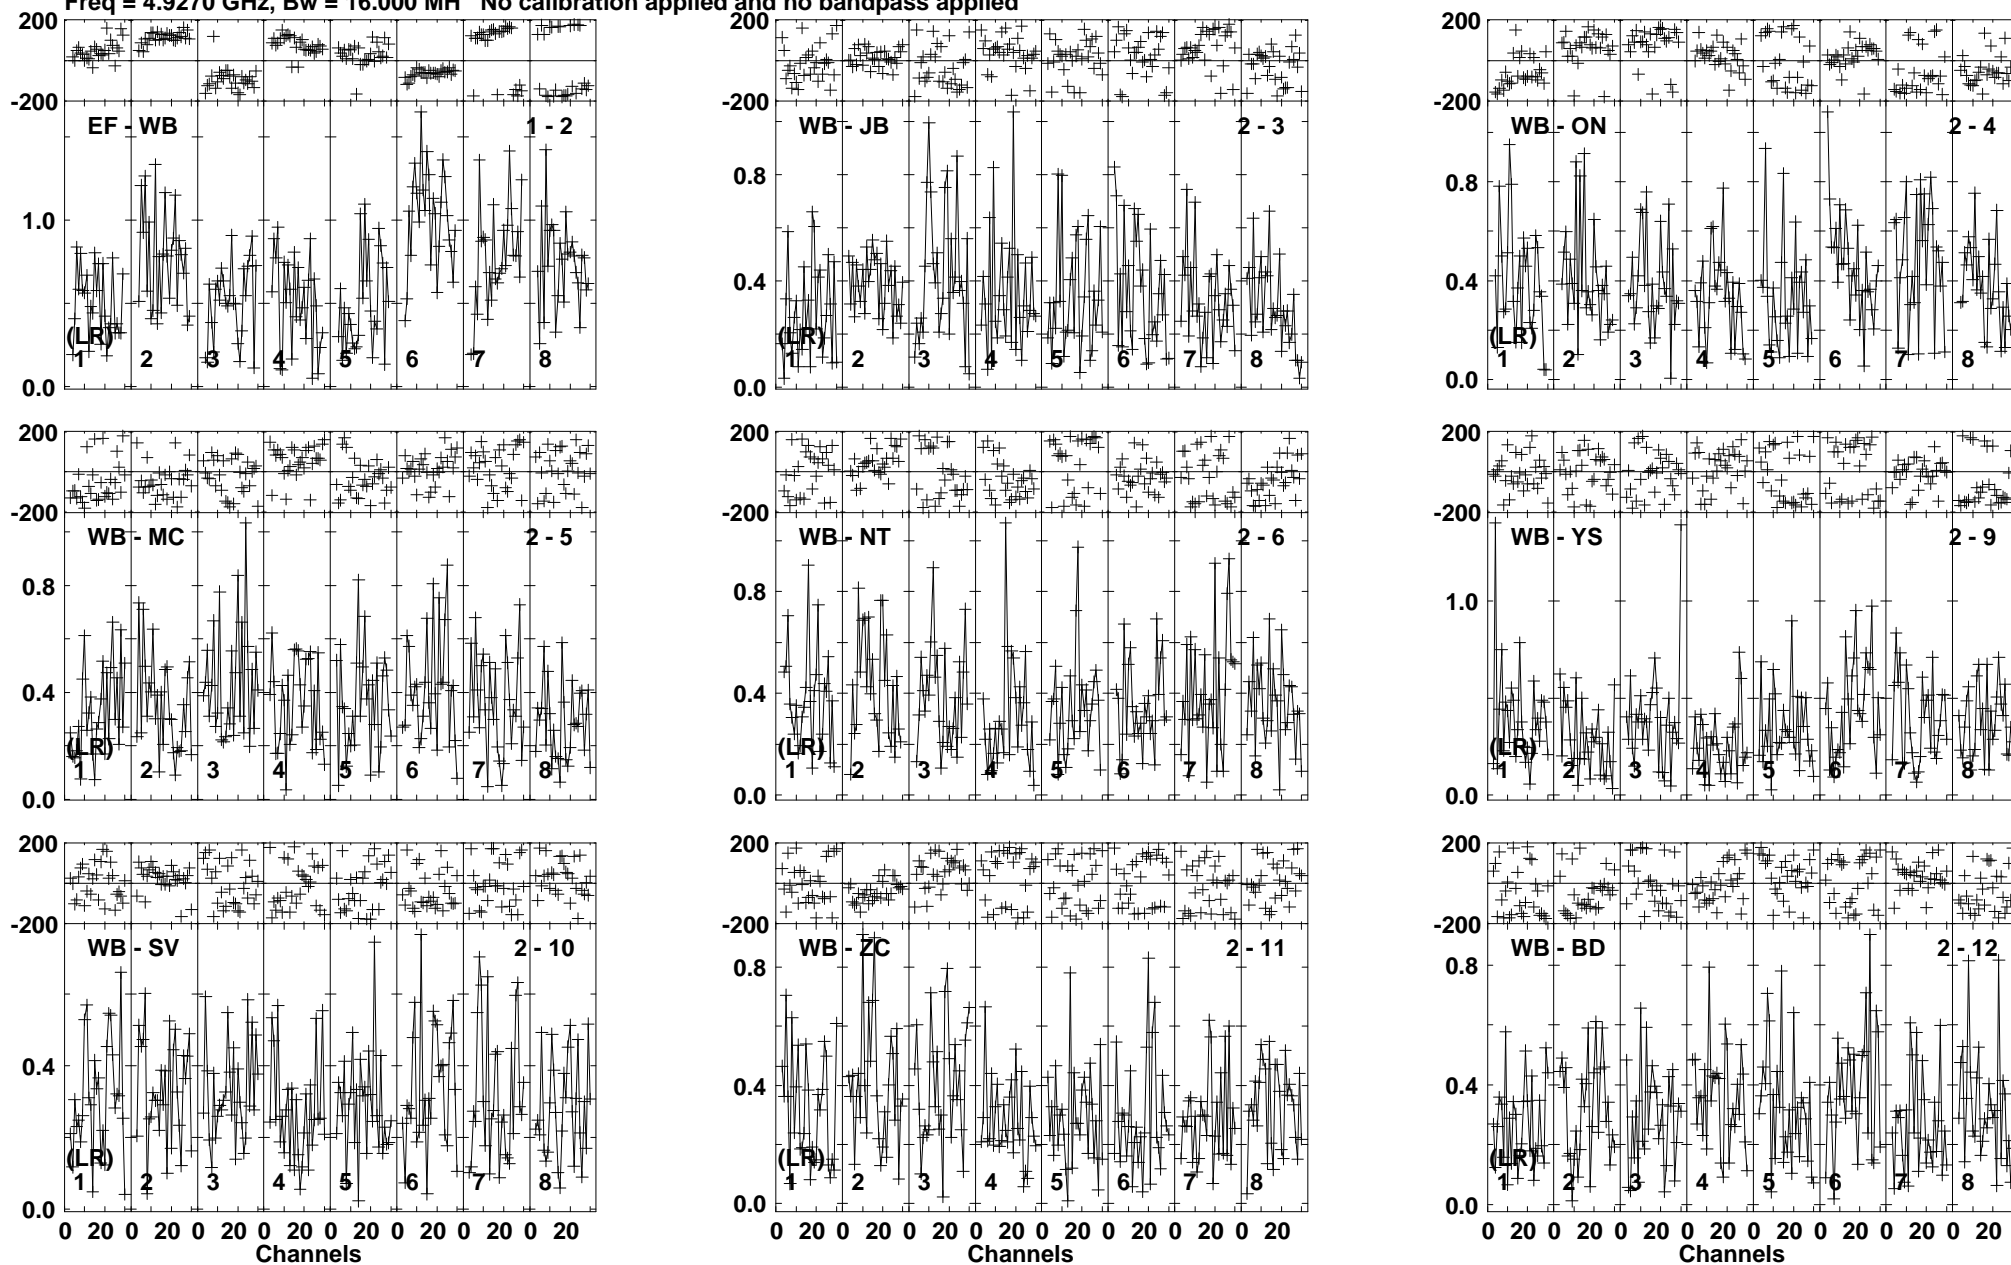 Freq = 4.9270 GHz, Bw = 16.000 MH No calibration applied and no bandpass applied
200 200 200
-200 -200 -200
EF - WB 1 - 2 WB - JB 2 - 3 WB - ON 2 - 4
1.0 0.8 0.8
0.4 0.4
(LR) (LR) (LR)
1 2 3 4 5 6 7 8 1 2 3 4 5 6 7 8 1 2 3 4 5 6 7 8
0.0 0.0 0.0
200 200 200
-200 -200 -200
WB - MC 2 - 5 WB - NT 2 - 6 WB - YS 2 - 9
0.8 0.8 1.0
0.4 0.4
(LR) (LR) (LR)
1 2 3 4 5 6 7 8 1 2 3 4 5 6 7 8 1 2 3 4 5 6 7 8
0.0 0.0 0.0
200 200 200
-200 -200 -200
WB - SV 2 - 10 WB - ZC 2 - 11 WB - BD 2 - 12
0.8 0.8
0.4 0.4 0.4
(LR) (LR) (LR)
1 2 3 4 5 6 7 8 1 2 3 4 5 6 7 8 1 2 3 4 5 6 7 8
0.0 0.0 0.0
0 20 0 20 0 20 0 20 0 20 0 20 0 20 0 20 0 20 0 20 0 20 0 20 0 20 0 20 0 20 0 20 0 20 0 20 0 20 0 20 0 20 0 20 0 20 0 20
Channels Channels Channels